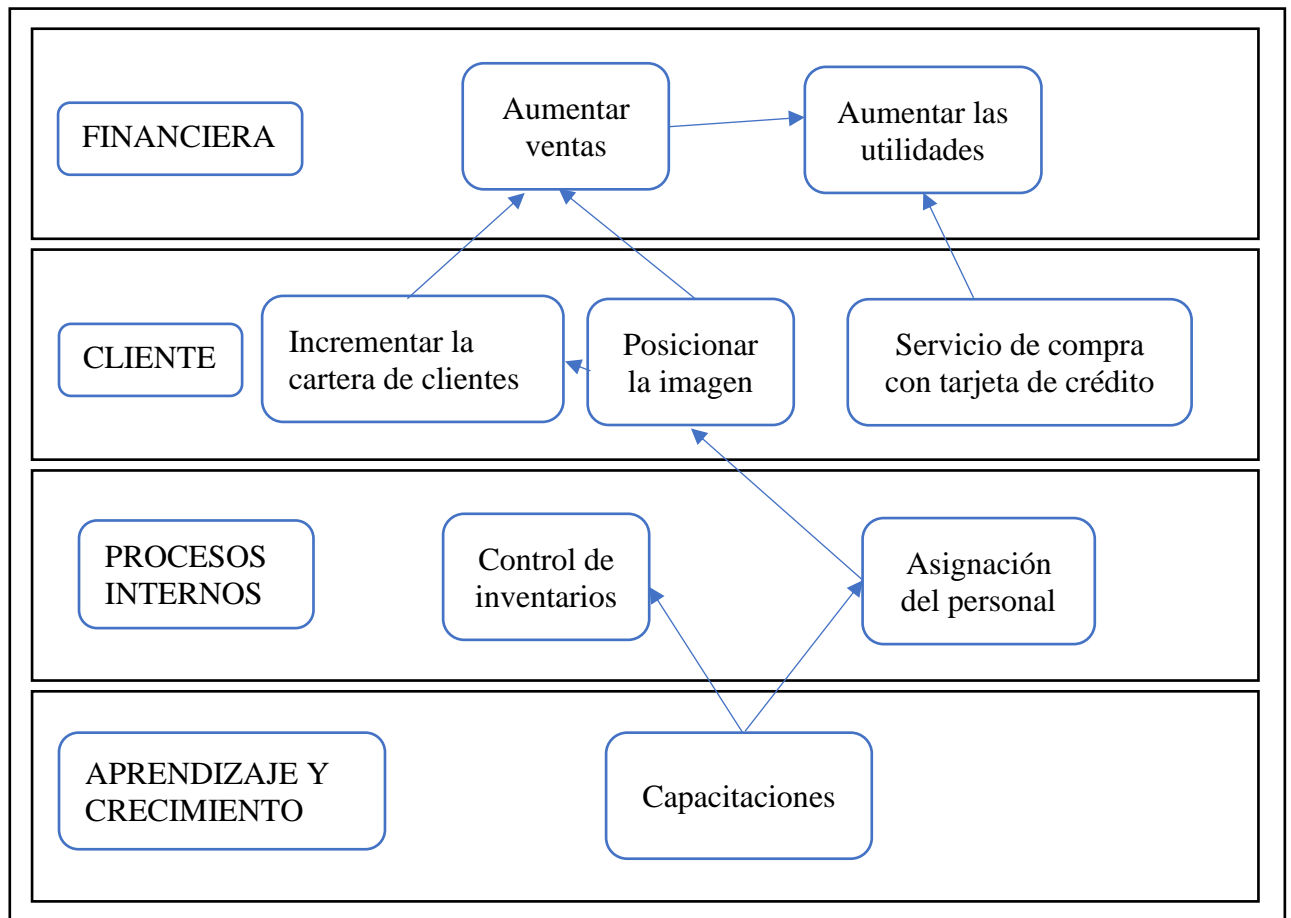 FINANCIERA
Aumentar
ventas
Aumentar las
utilidades
CLIENTE
Incrementar la
cartera de clientes
Posicionar
la imagen
Servicio de compra
con tarjeta de crédito
PROCESOS
INTERNOS
Control de
inventarios
Asignación
del personal
APRENDIZAJE Y
CRECIMIENTO
Capacitaciones